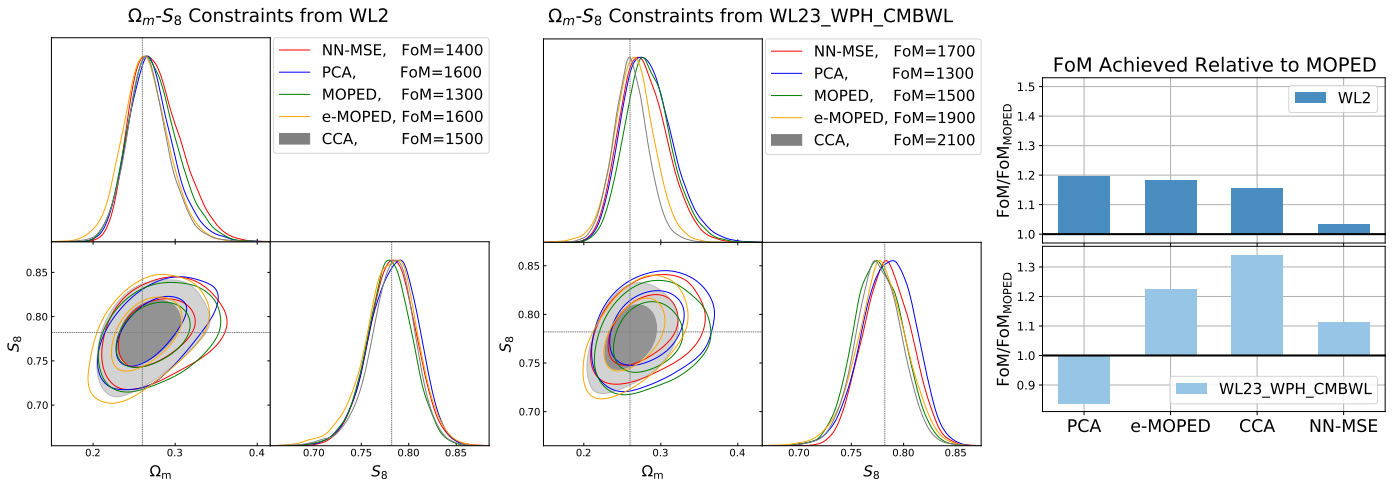 Ωm-S8 Constraints from WL2
NN-MSE, FoM=1400
PCA, FoM=1600
MOPED, FoM=1300
e-MOPED, FoM=1600
CCA, FoM=1500
0.85
0.80
0.75
0.70
S8
0.2 0.3 0.4
Ωm
0.70 0.75 0.80 0.85
S8
Ωm-S8 Constraints from WL23_WPH_CMBWL
NN-MSE, FoM=1700
PCA, FoM=1300
MOPED, FoM=1500
e-MOPED, FoM=1900
CCA, FoM=2100
0.85
0.80
0.75
0.70
S8
0.2 0.3 0.4
Ωm
0.70 0.75 0.80 0.85
S8
FoM Achieved Relative to MOPED
WL2
1.5
1.4
1.3
1.2
1.1
1.0
FoM/FoMMOPED
1.3
1.2
1.1
1.0
0.9
FoM/FoMMOPED
WL23_WPH_CMBWL
PCA e-MOPED CCA NN-MSE